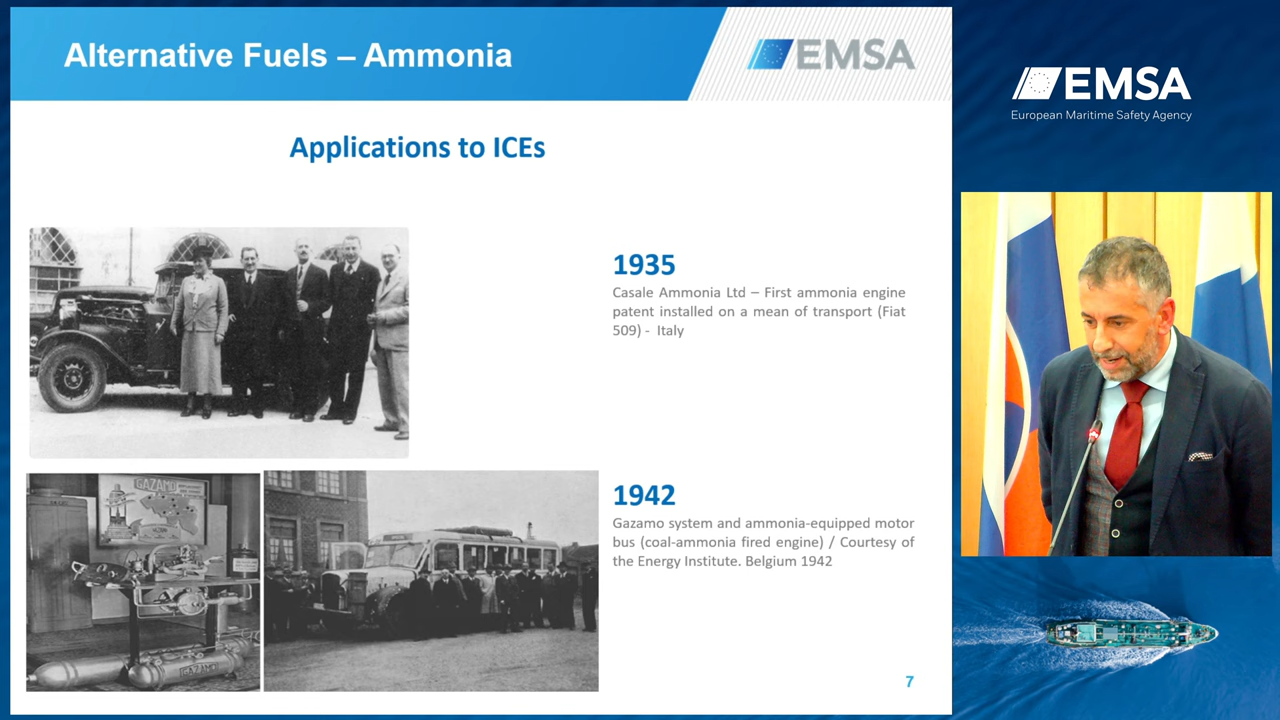 Alternative Fuels – Ammonia
EMSA
Applications to ICEs
1935
Casale Ammonia Ltd – First ammonia engine
patent installed on a mean of transport (Fiat
509) - Italy
GAZAMO
GAZAMO
1942
Gazamo system and ammonia-equipped motor
bus (coal-ammonia fired engine) / Courtesy of
the Energy Institute. Belgium 1942
7
EMSA
European Maritime Safety Agency